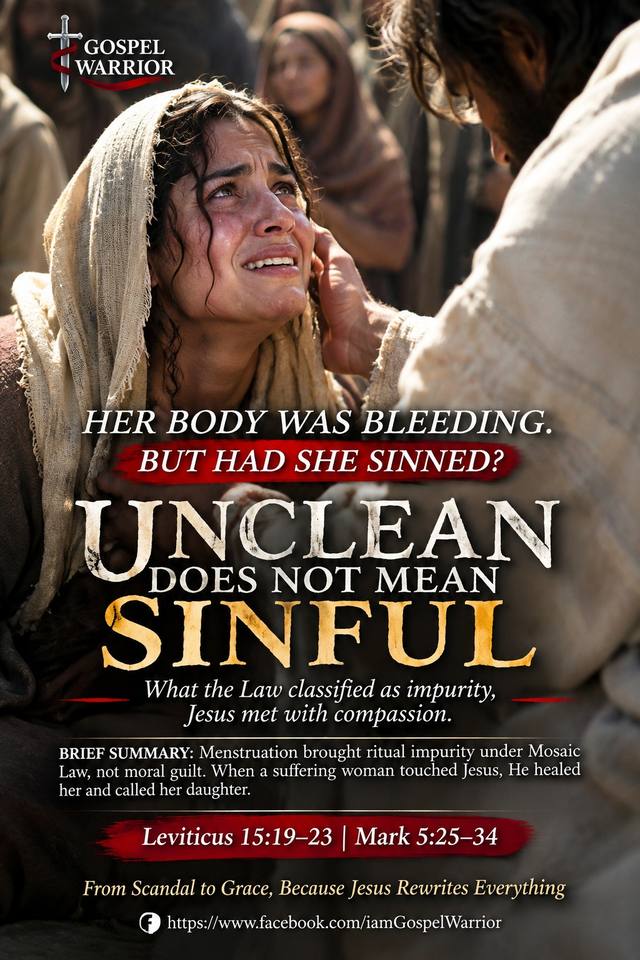 GOSPEL
WARRIOR
HER BODY WAS BLEEDING.
BUT HAD SHE SINNED?
UNCLEAN
DOES NOT MEAN
SINFUL
What the Law classified as impurity,
Jesus met with compassion.
BRIEF SUMMARY: Menstruation brought ritual impurity under Mosaic
Law, not moral guilt. When a suffering woman touched Jesus, He healed
her and called her daughter.
Leviticus 15:19–23 | Mark 5:25–34
From Scandal to Grace, Because Jesus Rewrites Everything
https://www.facebook.com/iamGospelWarrior